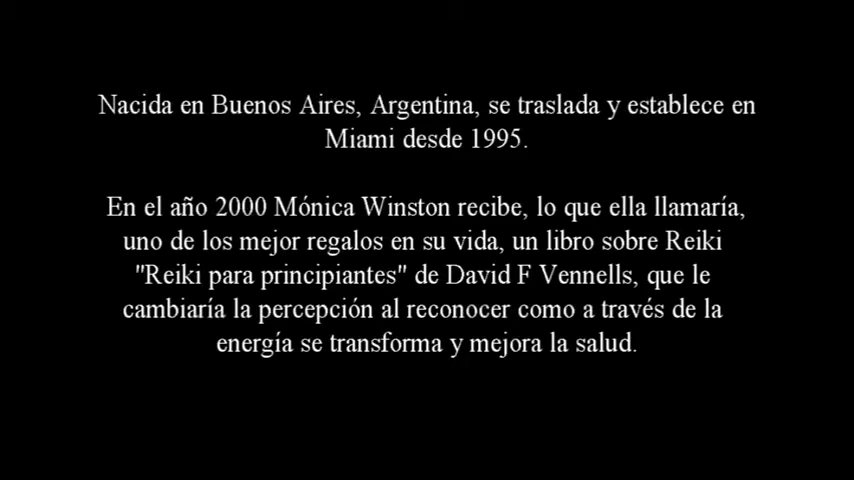 Nacida en Buenos Aires, Argentina, se traslada y establece en
Miami desde 1995.
En el año 2000 Mónica Winston recibe, lo que ella llamaría,
uno de los mejor regalos en su vida, un libro sobre Reiki
"Reiki para principiantes" de David F Vennells, que le
cambiaría la percepción al reconocer como a través de la
energía se transforma y mejora la salud.